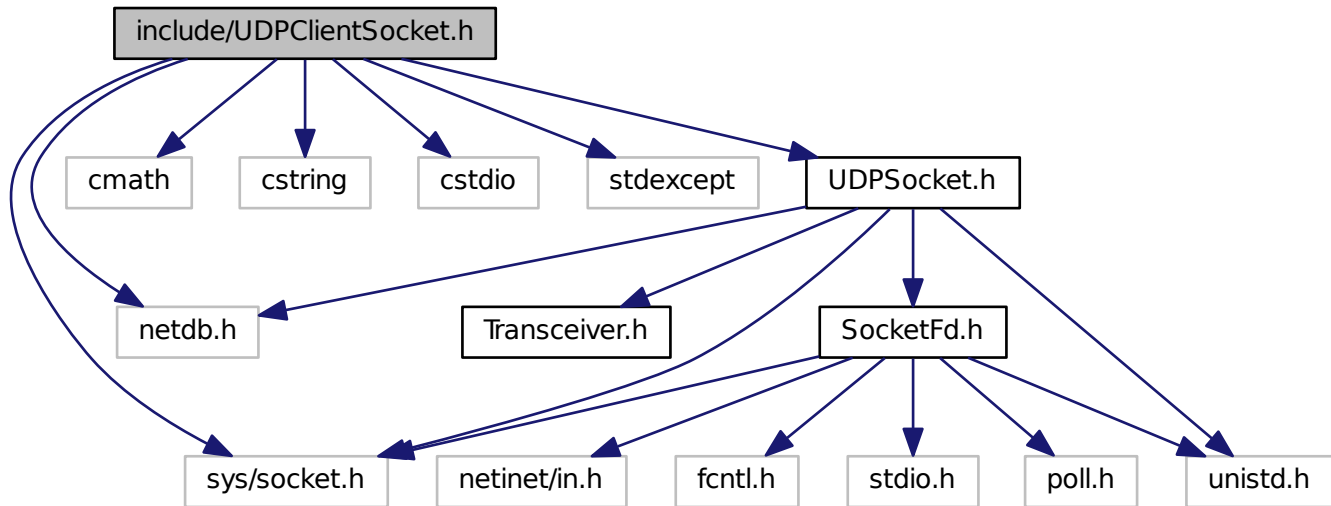 include/UDPClientSocket.h
cmath
cstring
cstdio
stdexcept
UDPSocket.h
netdb.h
Transceiver.h
SocketFd.h
sys/socket.h
netinet/in.h
fcntl.h
stdio.h
poll.h
unistd.h